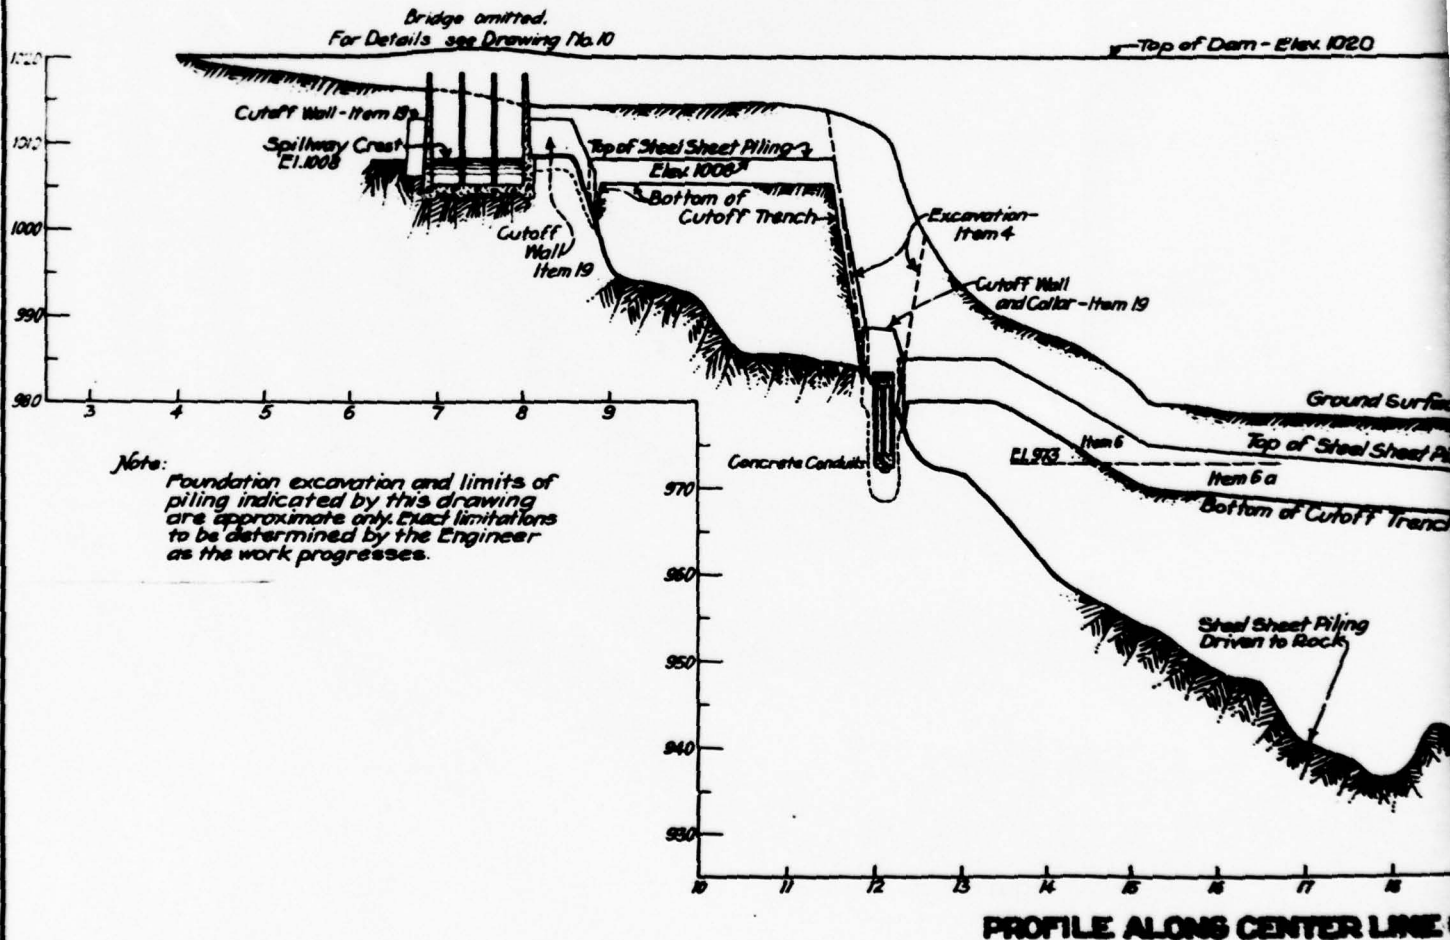 Bridge omitted.
For Details see Drawing No. 10
Top of Dam - Elev. 1020
1020
Cutoff Wall - Item 19
1010
Spillway Crest
El. 1008
Top of Steel Sheet Piling
Elev. 1008
Bottom of
Cutoff Trench
1000
Cutoff
Wall
Item 19
Excavation-
Item 4
Cutoff Wall
and Collar - Item 19
990
980
3 4 5 6 7 8 9
Ground Surfa
Item 6
Top of Steel Sheet Pi
El. 973
Item 6a
Concrete Conduits
970
Bottom of Cutoff Trench
Note:
Foundation excavation and limits of
piling indicated by this drawing
are approximate only. Exact limitations
to be determined by the Engineer
as the work progresses.
960
Steel Sheet Piling
Driven to Rock
950
940
930
10 11 12 13 14 15 16 17 18
PROFILE ALONG CENTER LINE